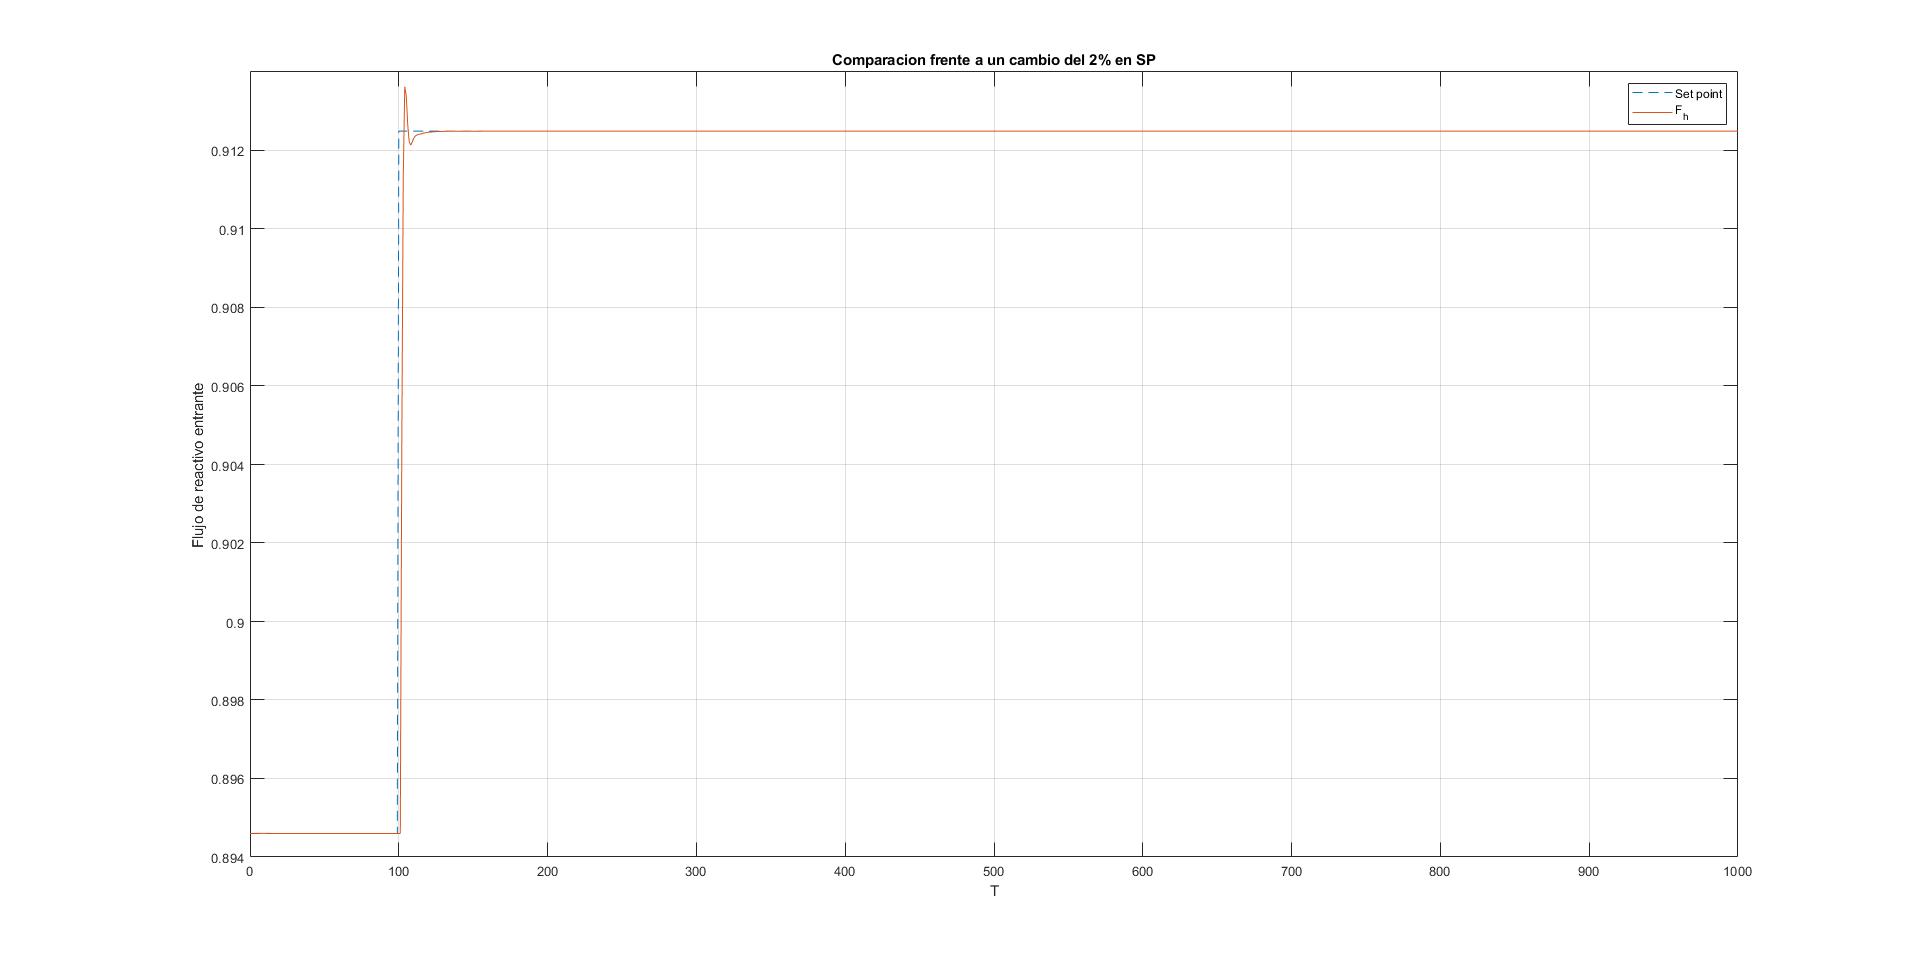 Comparacion frente a un cambio del 2% en SP
Set point
F_h
Flujo de reactivo entrante
0.912
0.91
0.908
0.906
0.904
0.902
0.9
0.898
0.896
0.894
0 100 200 300 400 500 600 700 800 900 1000
T